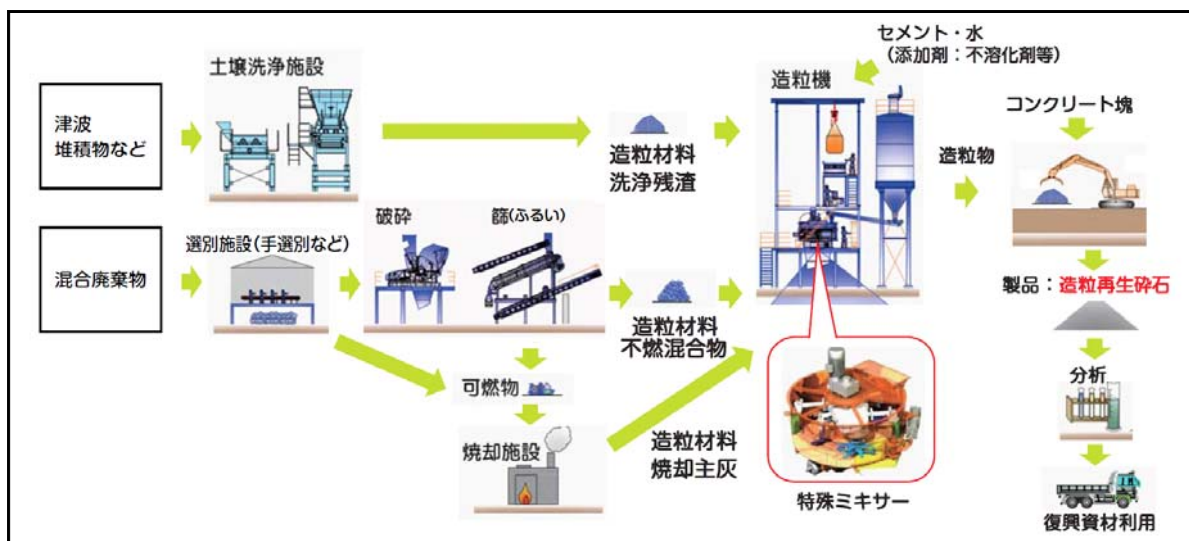 セメント・水
(添加剤:不溶化剤等)
土壌洗浄施設
造粒機
コンクリート塊
津波
堆積物など
造粒材料
洗浄残渣
造粒物
選別施設(手選別など)
破砕
篩(ふるい)
混合廃棄物
製品:造粒再生砕石
造粒材料
不燃混合物
可燃物
分析
焼却施設
造粒材料
焼却主灰
特殊ミキサー
復興資材利用